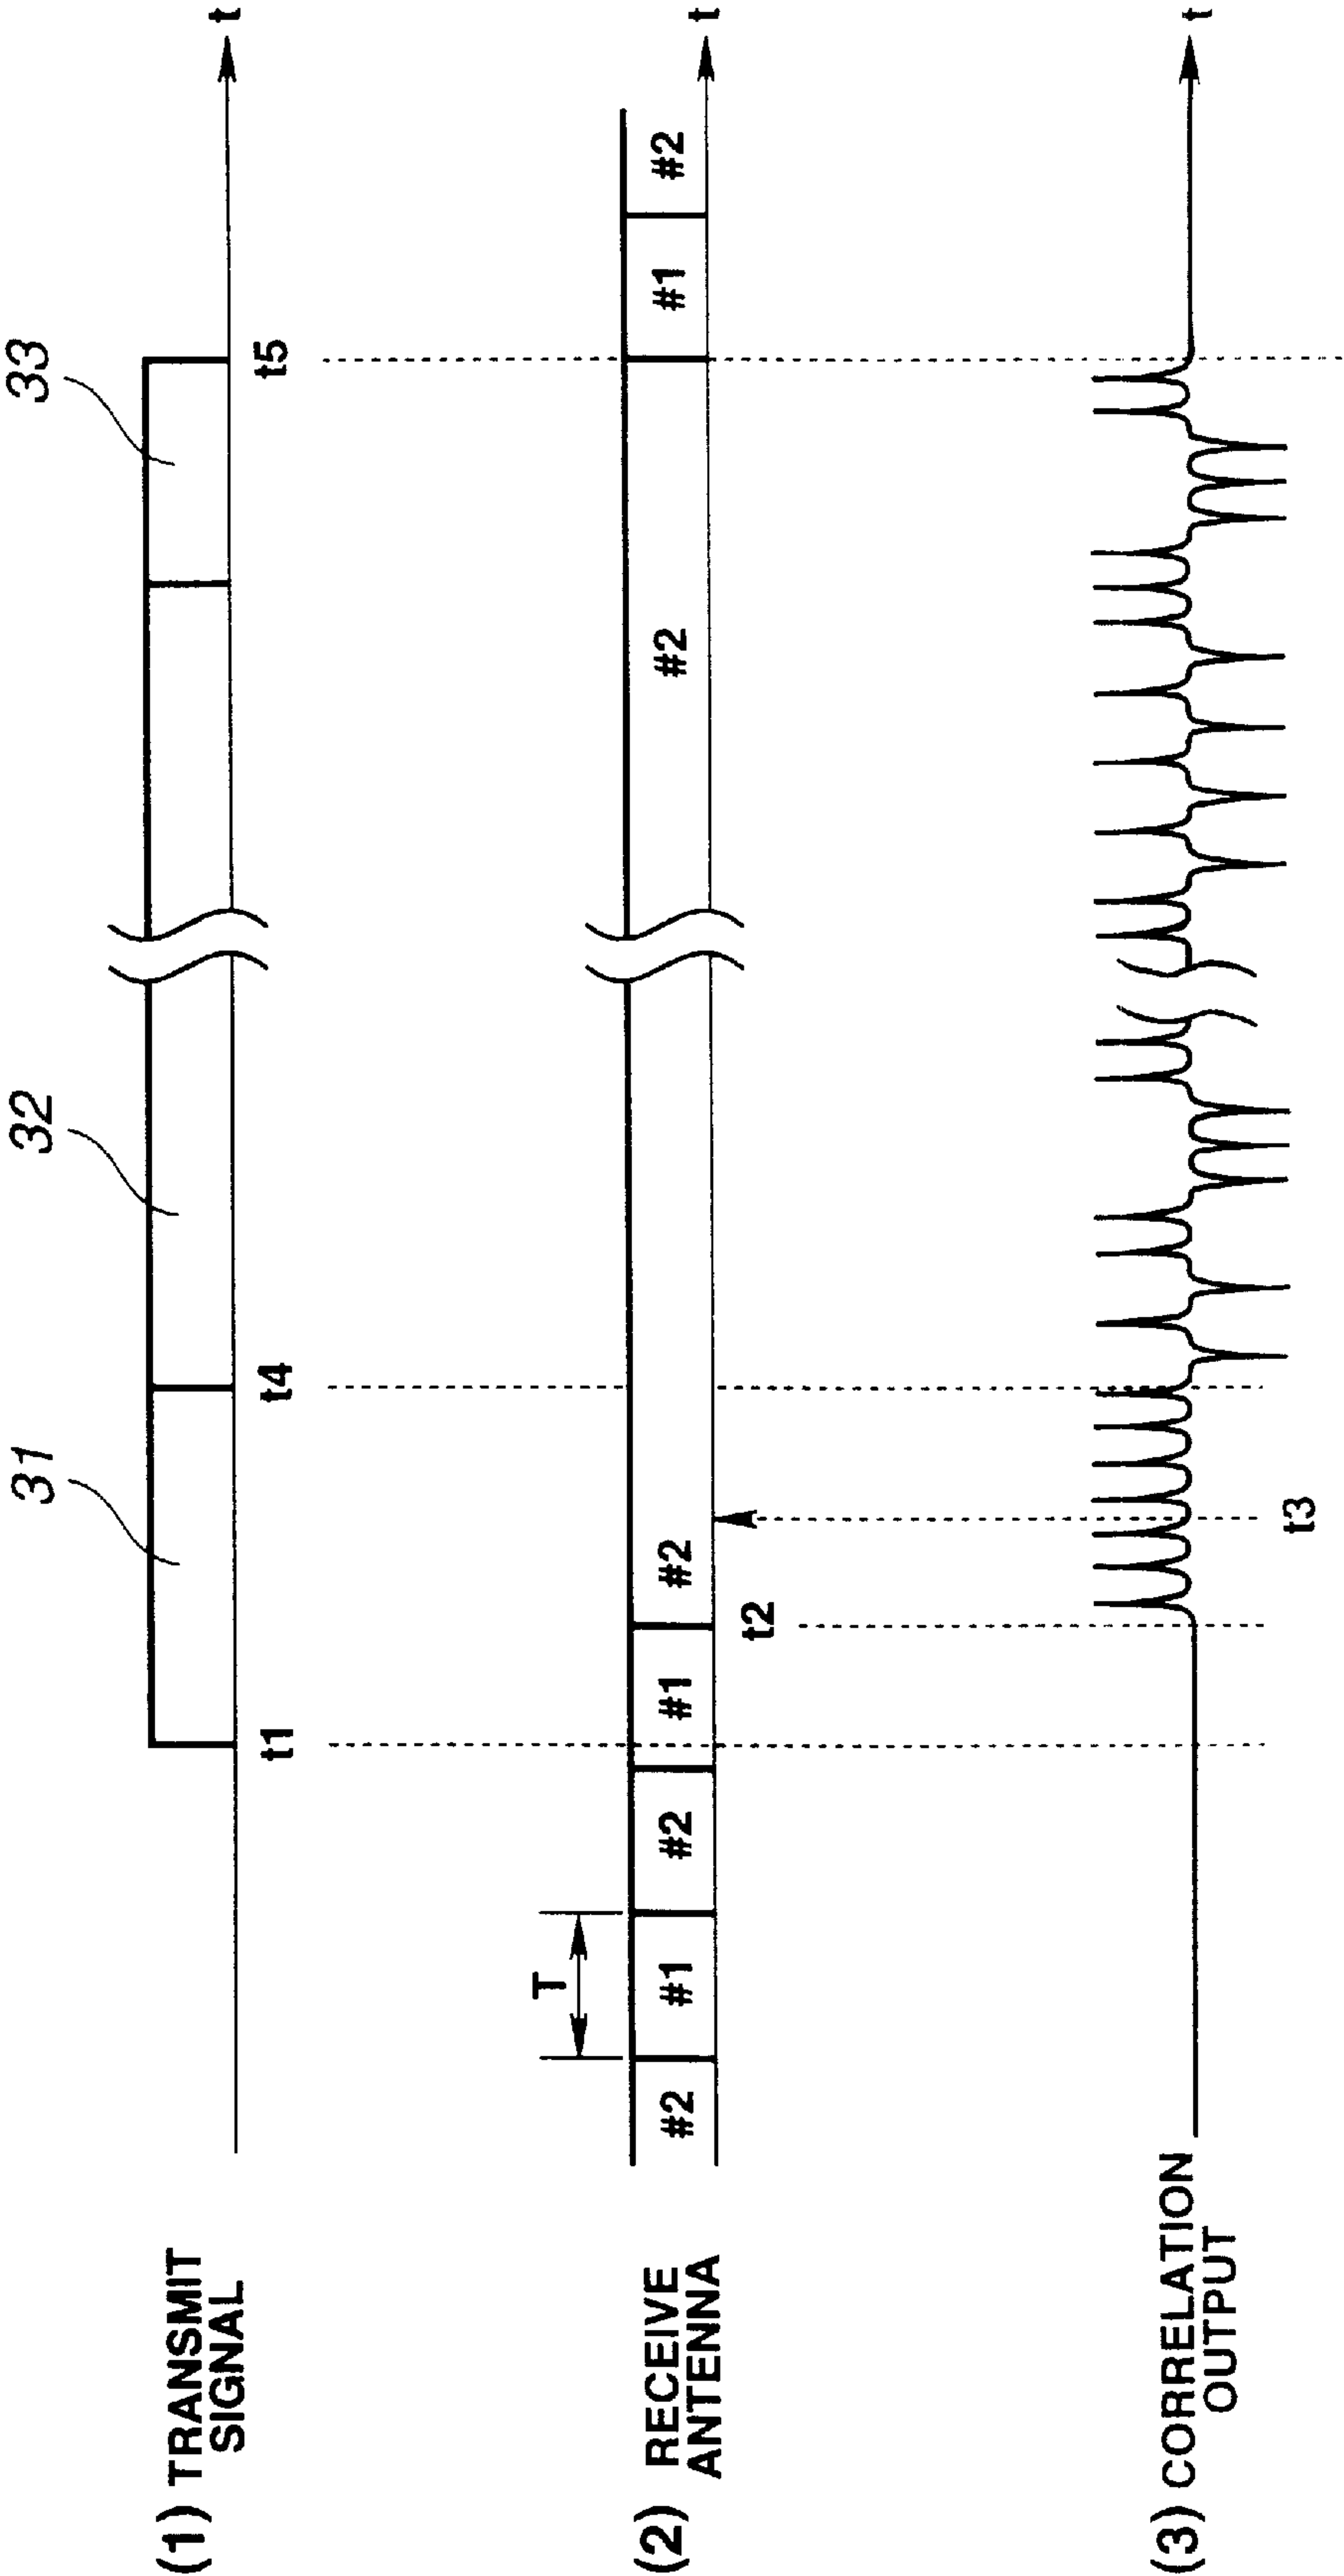 31
32
33
(1) TRANSMIT
SIGNAL
t
t1
t4
t5
T
(2) RECEIVE
ANTENNA
#2
#1
#2
#1
#2
#2
#1
#2
t
t2
(3) CORRELATION
OUTPUT
t
t3